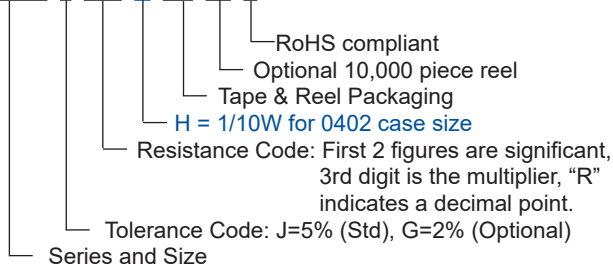 RoHS compliant
Optional 10,000 piece reel
Tape & Reel Packaging
H = 1/10W for 0402 case size
Resistance Code: First 2 figures are significant,
3rd digit is the multiplier, “R”
indicates a decimal point.
Tolerance Code: J=5% (Std), G=2% (Optional)
Series and Size